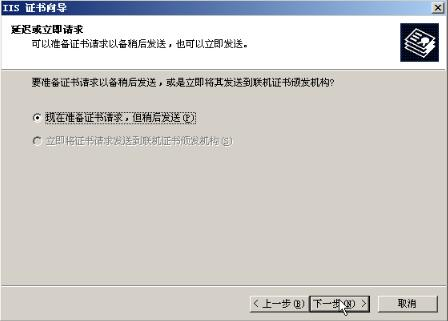 IIS 证书向导
延迟或立即请求
可以准备证书请求以备稍后发送，也可以立即发送。
要准备证书请求以备稍后发送，或是立即将其发送到联机证书颁发机构?
现在准备证书请求，但稍后发送(P)
立即将证书请求发送到联机证书颁发机构(S)
< 上一步(B) 下一步(N) > 取消